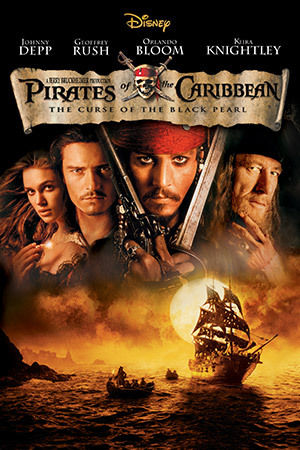 Disney
JOHNNY DEPP
GEOFFREY RUSH
ORLANDO BLOOM
KEIRA KNIGHTLEY
A JERRY BRUCKHEIMER PRODUCTION
PIRATES of the CARIBBEAN
THE CURSE OF THE BLACK PEARL